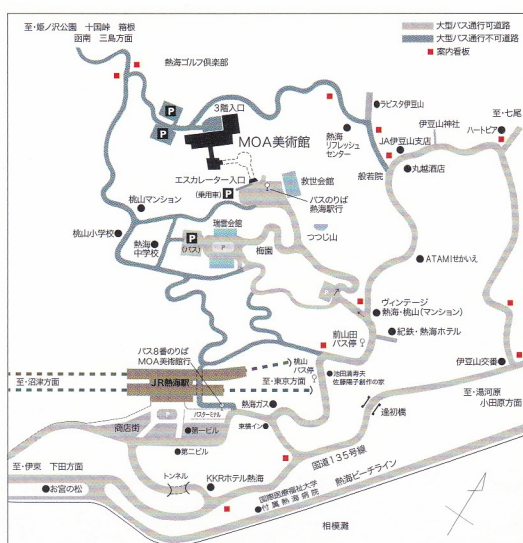 至・姫ノ沢公園 十国峠 箱根
函南 三島方面
大型バス通行可道路
大型バス通行不可道路
案内看板
熱海ゴルフ倶楽部
P
P
3階入口
MOA美術館
ラビスタ伊豆山
至・七尾
伊豆山神社
ハートピア
熱海
リフレッシュ
センター
JA伊豆山支店
丸越酒店
般若院
エスカレーター入口
(乗用車)
P
救世会館
バスのりば
熱海駅行
桃山マンション
瑞雲会館
つつじ山
桃山小学校
熱海
中学校
P
(バス)
P
梅園
ATAMIせかいえ
P
ヴィンテージ
熱海・桃山(マンション)
前山田
バス停
紀鉄・熱海ホテル
バス8番のりば
MOA美術館行
桃山
バス停
伊豆山交番
至・沼津方面
JR熱海駅
至・東京方面
池田満寿夫
佐藤陽子創作の家
至・湯河原
小田原方面
バスターミナル
熱海ガス
逢初橋
商店街
第一ビル
東横イン
第二ビル
国道135号線
至・伊東 下田方面
トンネル
KKRホテル熱海
熱海ビーチライン
お宮の松
国際医療福祉大学
付属熱海病院
相模灘